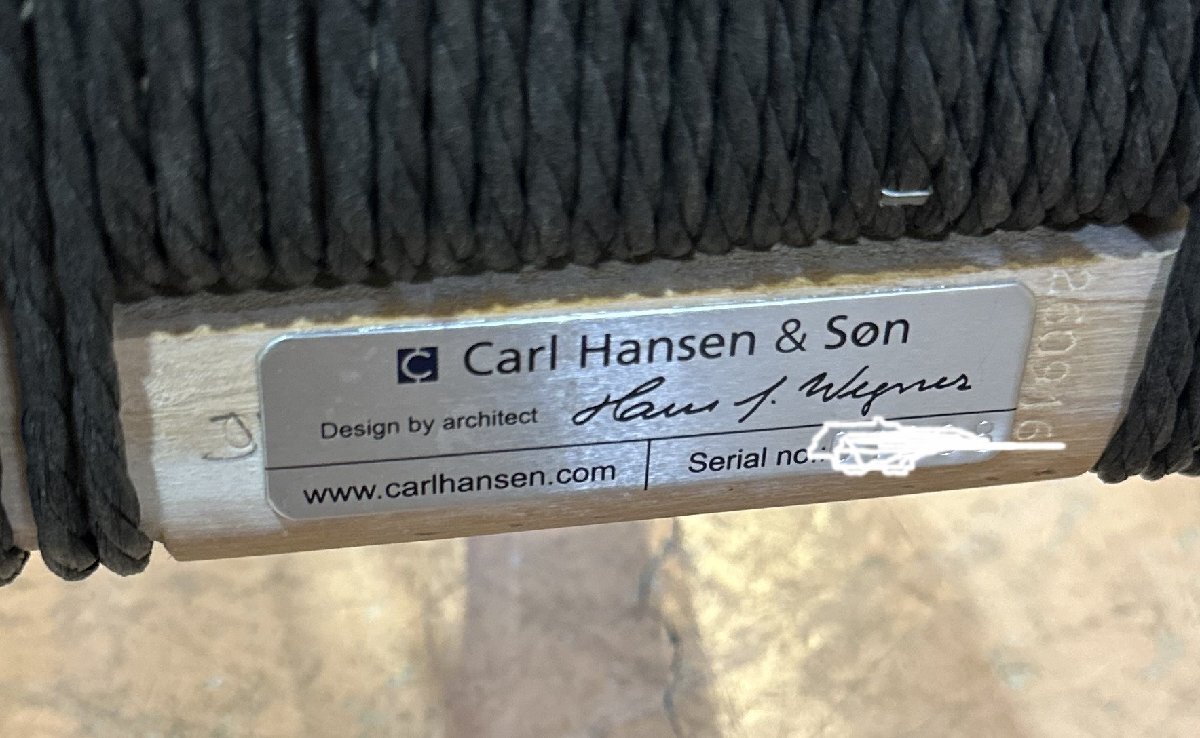 C Carl Hansen & Søn
Design by architect Hans J. Wegner
www.carlhansen.com
Serial no.: